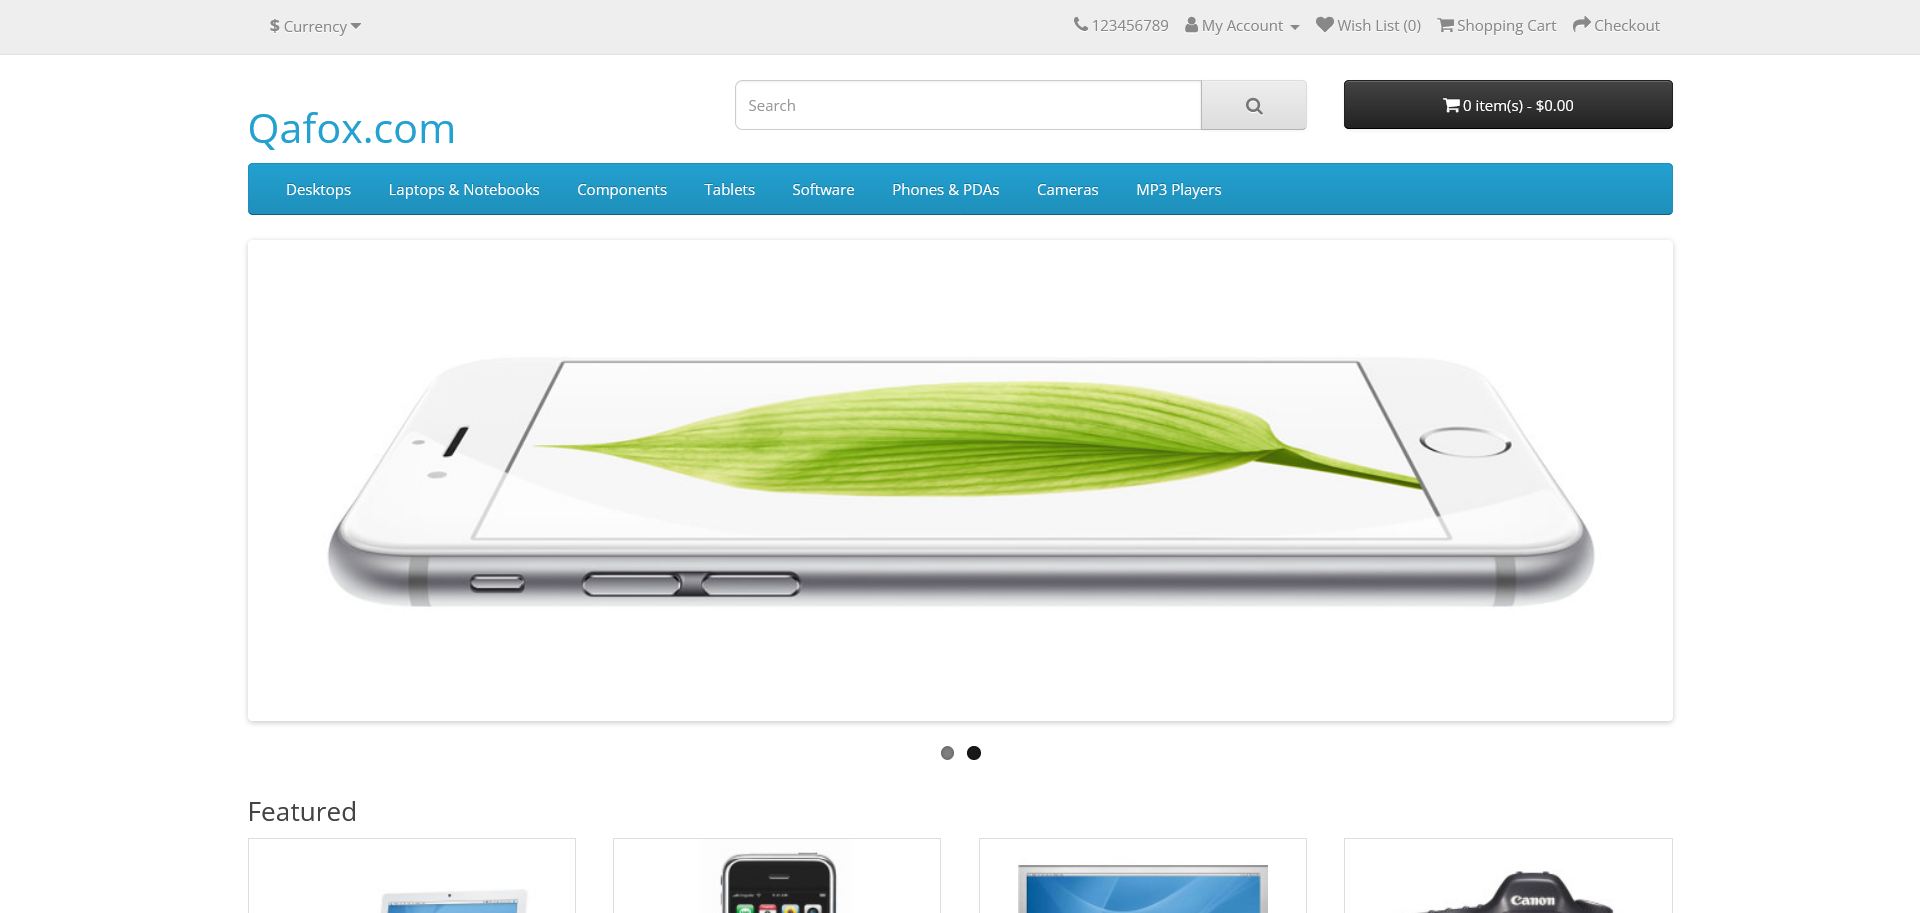 $ Currency
123456789 My Account Wish List (0) Shopping Cart Checkout
Search
0 item(s) - $0.00
Qafox.com
Desktops Laptops & Notebooks Components Tablets Software Phones & PDAs Cameras MP3 Players
Featured
Canon